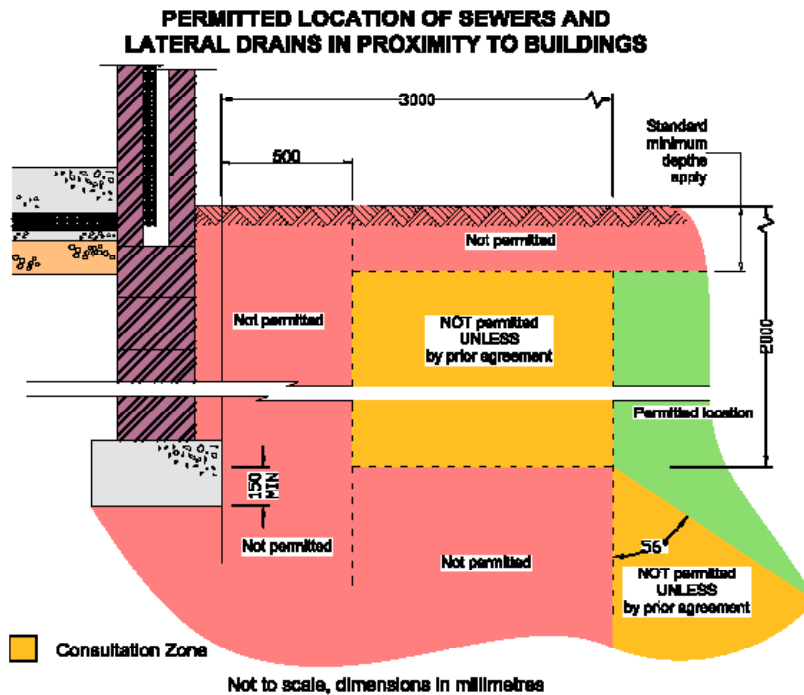 PERMITTED LOCATION OF SEWERS AND
LATERAL DRAINS IN PROXIMITY TO BUILDINGS
3000
500
Standard
minimum
depths
apply
Not permitted
Not permitted
NOT permitted
UNLESS
by prior agreement
2000
Permitted location
150
MIN
Not permitted
Not permitted
56°
NOT permitted
UNLESS
by prior agreement
Consultation Zone
Not to scale, dimensions in millimetres